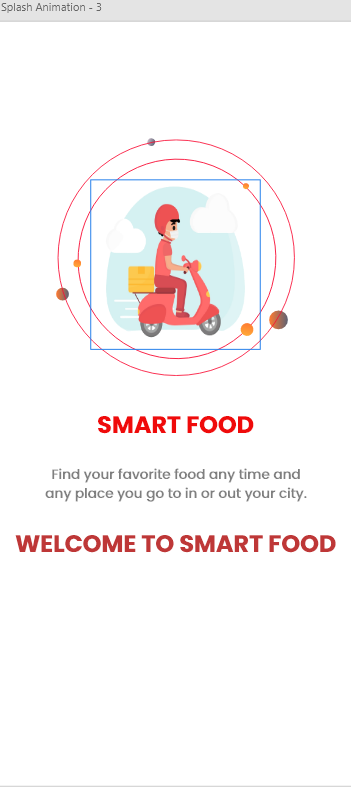 Splash Animation - 3
SMART FOOD
Find your favorite food any time and
any place you go to in or out your city.
WELCOME TO SMART FOOD